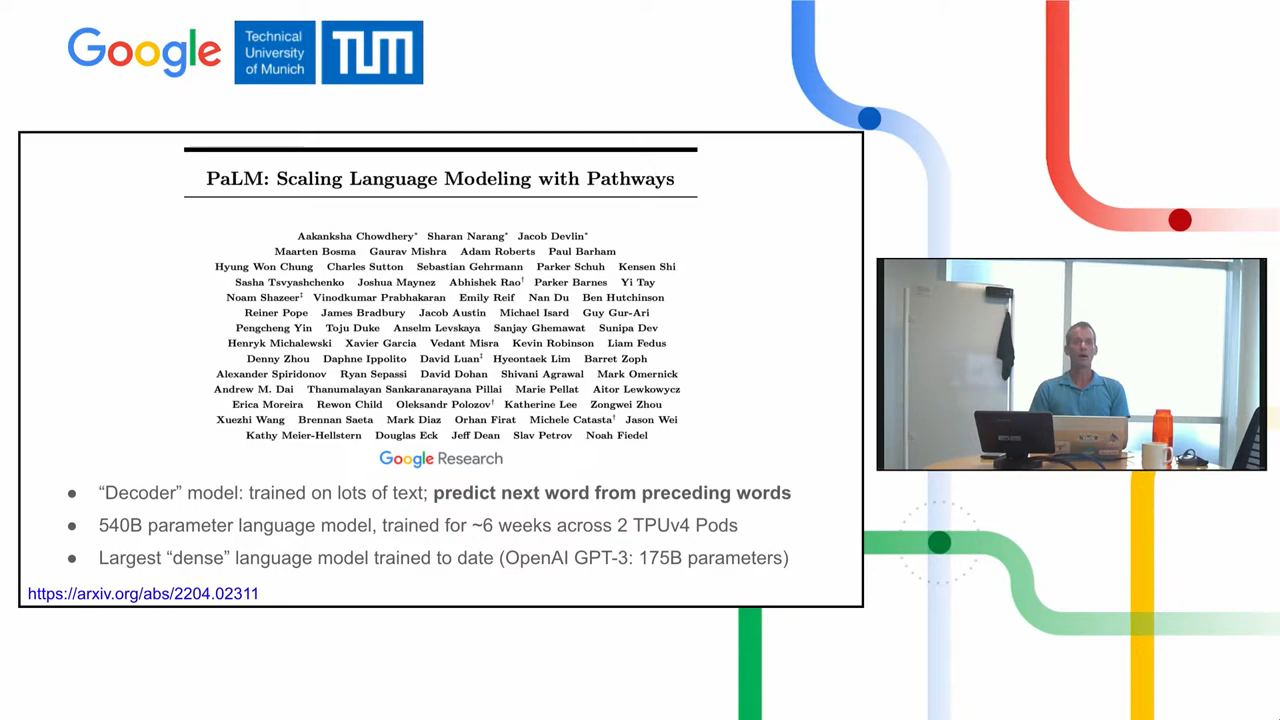 Google
Technical
University
of Munich
TUM
PaLM: Scaling Language Modeling with Pathways
Aakanksha Chowdhery* Sharan Narang* Jacob Devlin*
Maarten Bosma Gaurav Mishra Adam Roberts Paul Barham
Hyung Won Chung Charles Sutton Sebastian Gehrmann Parker Schuh Kensen Shi
Sasha Tsvyashchenko Joshua Maynez Abhishek Rao† Parker Barnes Yi Tay
Noam Shazeer‡ Vinodkumar Prabhakaran Emily Reif Nan Du Ben Hutchinson
Reiner Pope James Bradbury Jacob Austin Michael Isard Guy Gur-Ari
Pengcheng Yin Toju Duke Anselm Levskaya Sanjay Ghemawat Sunipa Dev
Henryk Michalewski Xavier Garcia Vedant Misra Kevin Robinson Liam Fedus
Denny Zhou Daphne Ippolito David Luan‡ Hyeontaek Lim Barret Zoph
Alexander Spiridonov Ryan Sepassi David Dohan Shivani Agrawal Mark Omernick
Andrew M. Dai Thanumalayan Sankaranarayana Pillai Marie Pellat Aitor Lewkowycz
Erica Moreira Rewon Child Oleksandr Polozov† Katherine Lee Zongwei Zhou
Xuezhi Wang Brennan Saeta Mark Diaz Orhan Firat Michele Catasta† Jason Wei
Kathy Meier-Hellstern Douglas Eck Jeff Dean Slav Petrov Noah Fiedel
Google Research
● “Decoder” model: trained on lots of text; predict next word from preceding words
● 540B parameter language model, trained for ~6 weeks across 2 TPUv4 Pods
● Largest “dense” language model trained to date (OpenAI GPT-3: 175B parameters)
https://arxiv.org/abs/2204.02311